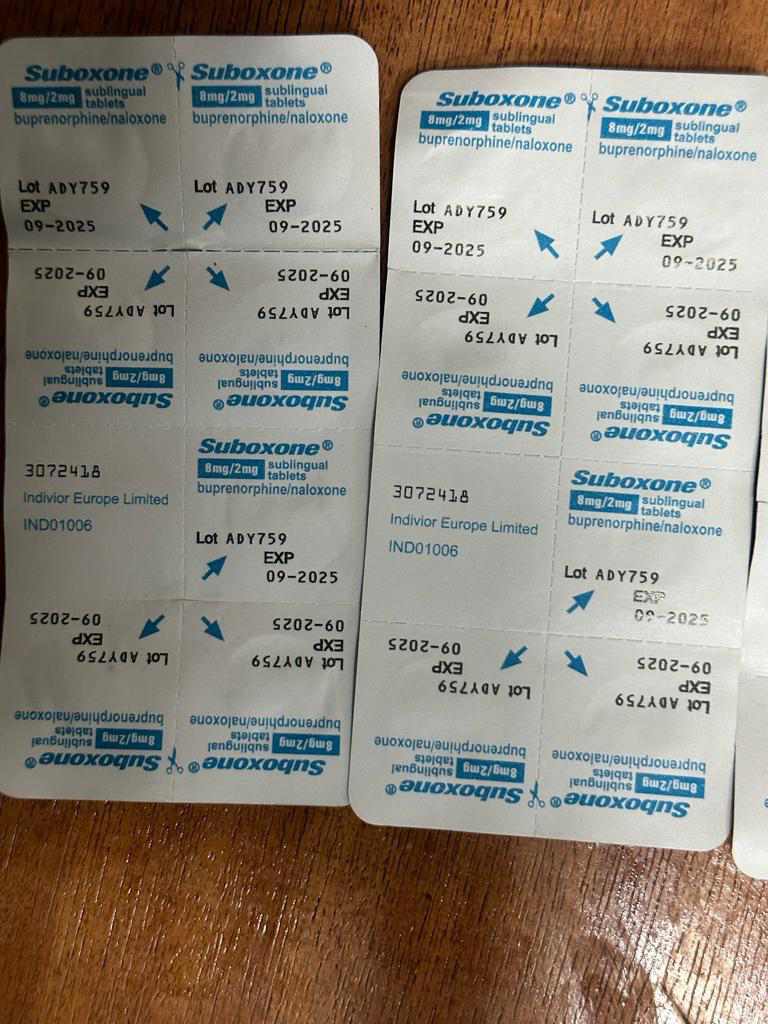 Suboxone®
8mg/2mg sublingual tablets
buprenorphine/naloxone
Lot ADY759
EXP
09-2025
Suboxone®
8mg/2mg sublingual tablets
buprenorphine/naloxone
Lot ADY759
EXP
09-2025
Suboxone®
8mg/2mg sublingual tablets
buprenorphine/naloxone
Lot ADY759
EXP
09-2025
Suboxone®
8mg/2mg sublingual tablets
buprenorphine/naloxone
Lot ADY759
EXP
09-2025
3072418
Indivior Europe Limited
IND01006
Suboxone®
8mg/2mg sublingual tablets
buprenorphine/naloxone
Lot ADY759
EXP
09-2025
Suboxone®
8mg/2mg sublingual tablets
buprenorphine/naloxone
Lot ADY759
EXP
09-2025
Suboxone®
8mg/2mg sublingual tablets
buprenorphine/naloxone
Lot ADY759
EXP
09-2025
Suboxone®
8mg/2mg sublingual tablets
buprenorphine/naloxone
Lot ADY759
EXP
09-2025
Suboxone®
8mg/2mg sublingual tablets
buprenorphine/naloxone
Lot ADY759
EXP
09-2025
Suboxone®
8mg/2mg sublingual tablets
buprenorphine/naloxone
Lot ADY759
EXP
09-2025
Suboxone®
8mg/2mg sublingual tablets
buprenorphine/naloxone
Lot ADY759
EXP
09-2025
3072418
Indivior Europe Limited
IND01006
Suboxone®
8mg/2mg sublingual tablets
buprenorphine/naloxone
Lot ADY759
EXP
09-2025
Suboxone®
8mg/2mg sublingual tablets
buprenorphine/naloxone
Lot ADY759
EXP
09-2025
Suboxone®
8mg/2mg sublingual tablets
buprenorphine/naloxone
Lot ADY759
EXP
09-2025